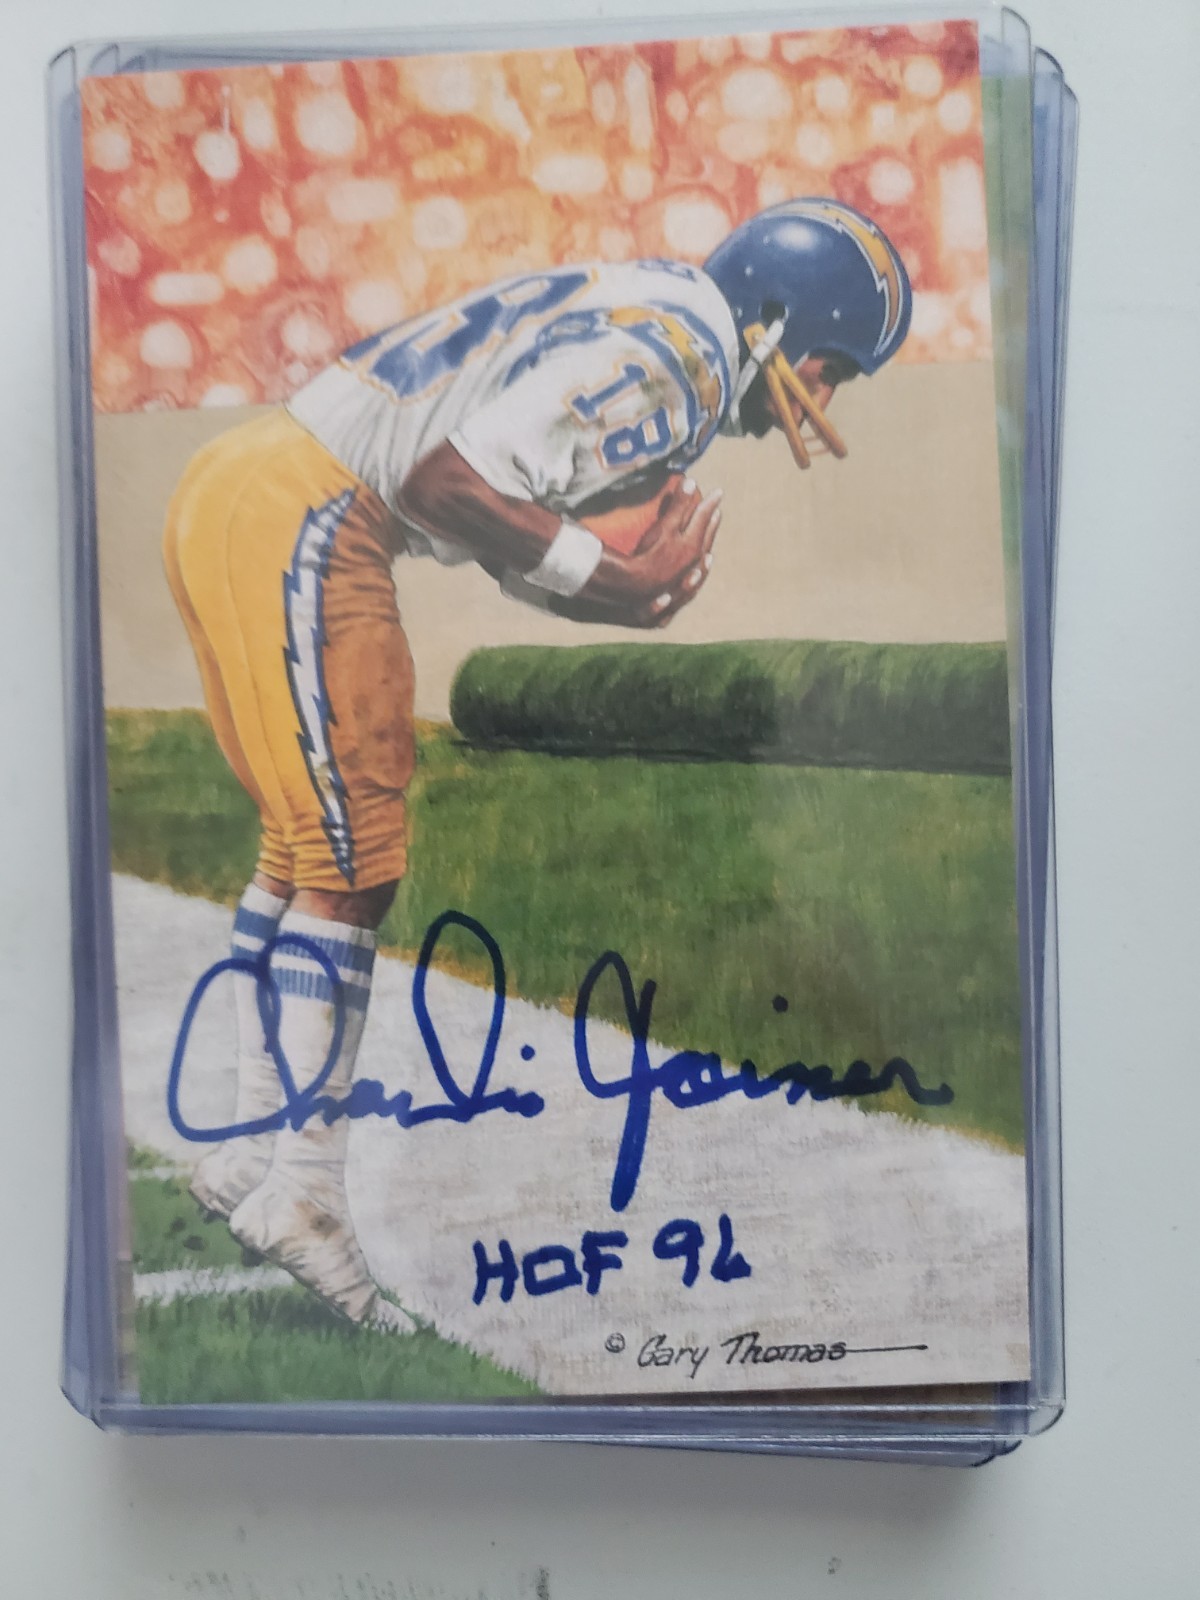 18
Charlie Joiner
HOF 96
© Gary Thomas